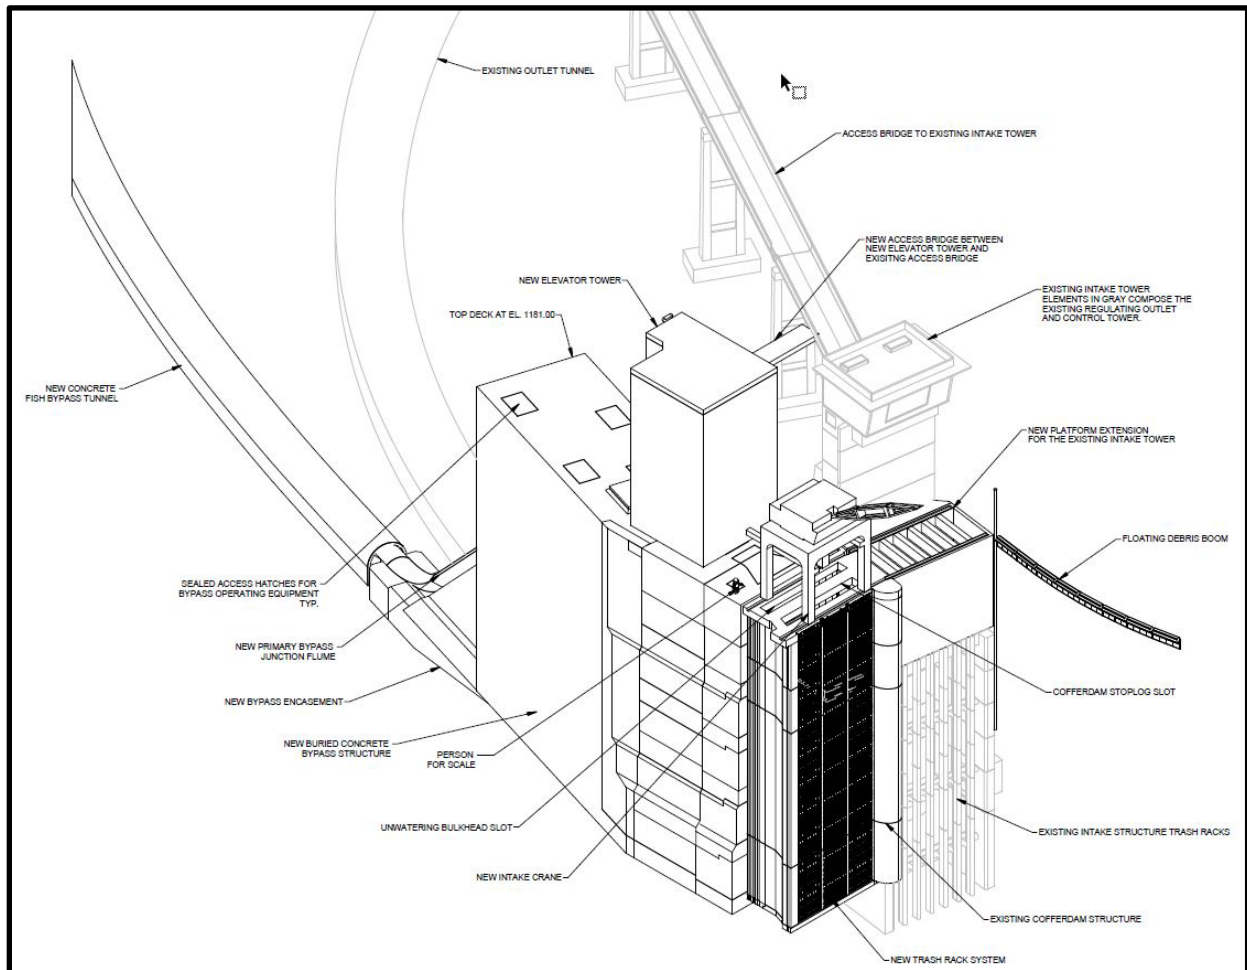 EXISTING OUTLET TUNNEL
ACCESS BRIDGE TO EXISTING INTAKE TOWER
NEW ACCESS BRIDGE BETWEEN
NEW ELEVATOR TOWER AND
EXISITNG ACCESS BRIDGE
NEW ELEVATOR TOWER
EXISTING INTAKE TOWER
ELEMENTS IN GRAY COMPOSE THE
EXISTING REGULATING OUTLET
AND CONTROL TOWER.
TOP DECK AT EL. 1181.00
NEW CONCRETE
FISH BYPASS TUNNEL
NEW PLATFORM EXTENSION
FOR THE EXISTING INTAKE TOWER
FLOATING DEBRIS BOOM
SEALED ACCESS HATCHES FOR
BYPASS OPERATING EQUIPMENT
TYP.
NEW PRIMARY BYPASS
JUNCTION FLUME
NEW BYPASS ENCASEMENT
COFFERDAM STOPLOG SLOT
NEW BURIED CONCRETE
BYPASS STRUCTURE
PERSON
FOR SCALE
UNWATERING BULKHEAD SLOT
EXISTING INTAKE STRUCTURE TRASH RACKS
NEW INTAKE CRANE
EXISTING COFFERDAM STRUCTURE
NEW TRASH RACK SYSTEM